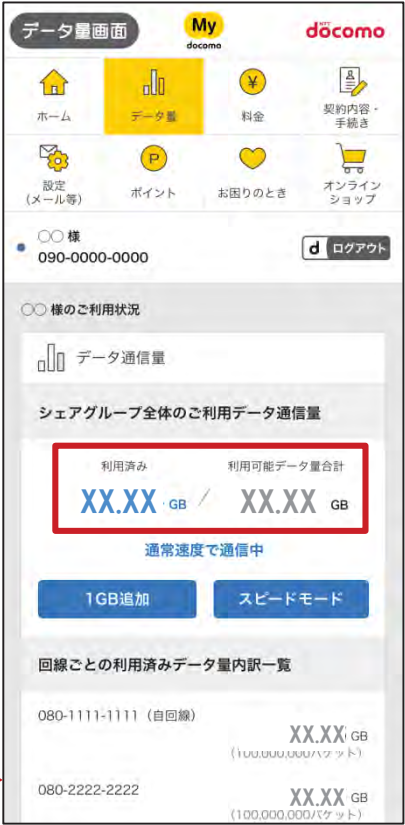 データ量画面
My
docomo
NTT
döcomo
ホーム
データ量
¥
料金
契約内容・
手続き
設定
(メール等)
P
ポイント
お困りのとき
オンライン
ショップ
○○ 様
090-0000-0000
d ログアウト
○○ 様のご利用状況
データ通信量
シェアグループ全体のご利用データ通信量
利用済み
利用可能データ量合計
XX.XX GB / XX.XX GB
通常速度で通信中
1GB追加
スピードモード
回線ごとの利用済みデータ量内訳一覧
080-1111-1111（自回線）
XX.XX GB
(100,000,000パケット)
080-2222-2222
XX.XX GB
(100,000,000パケット)